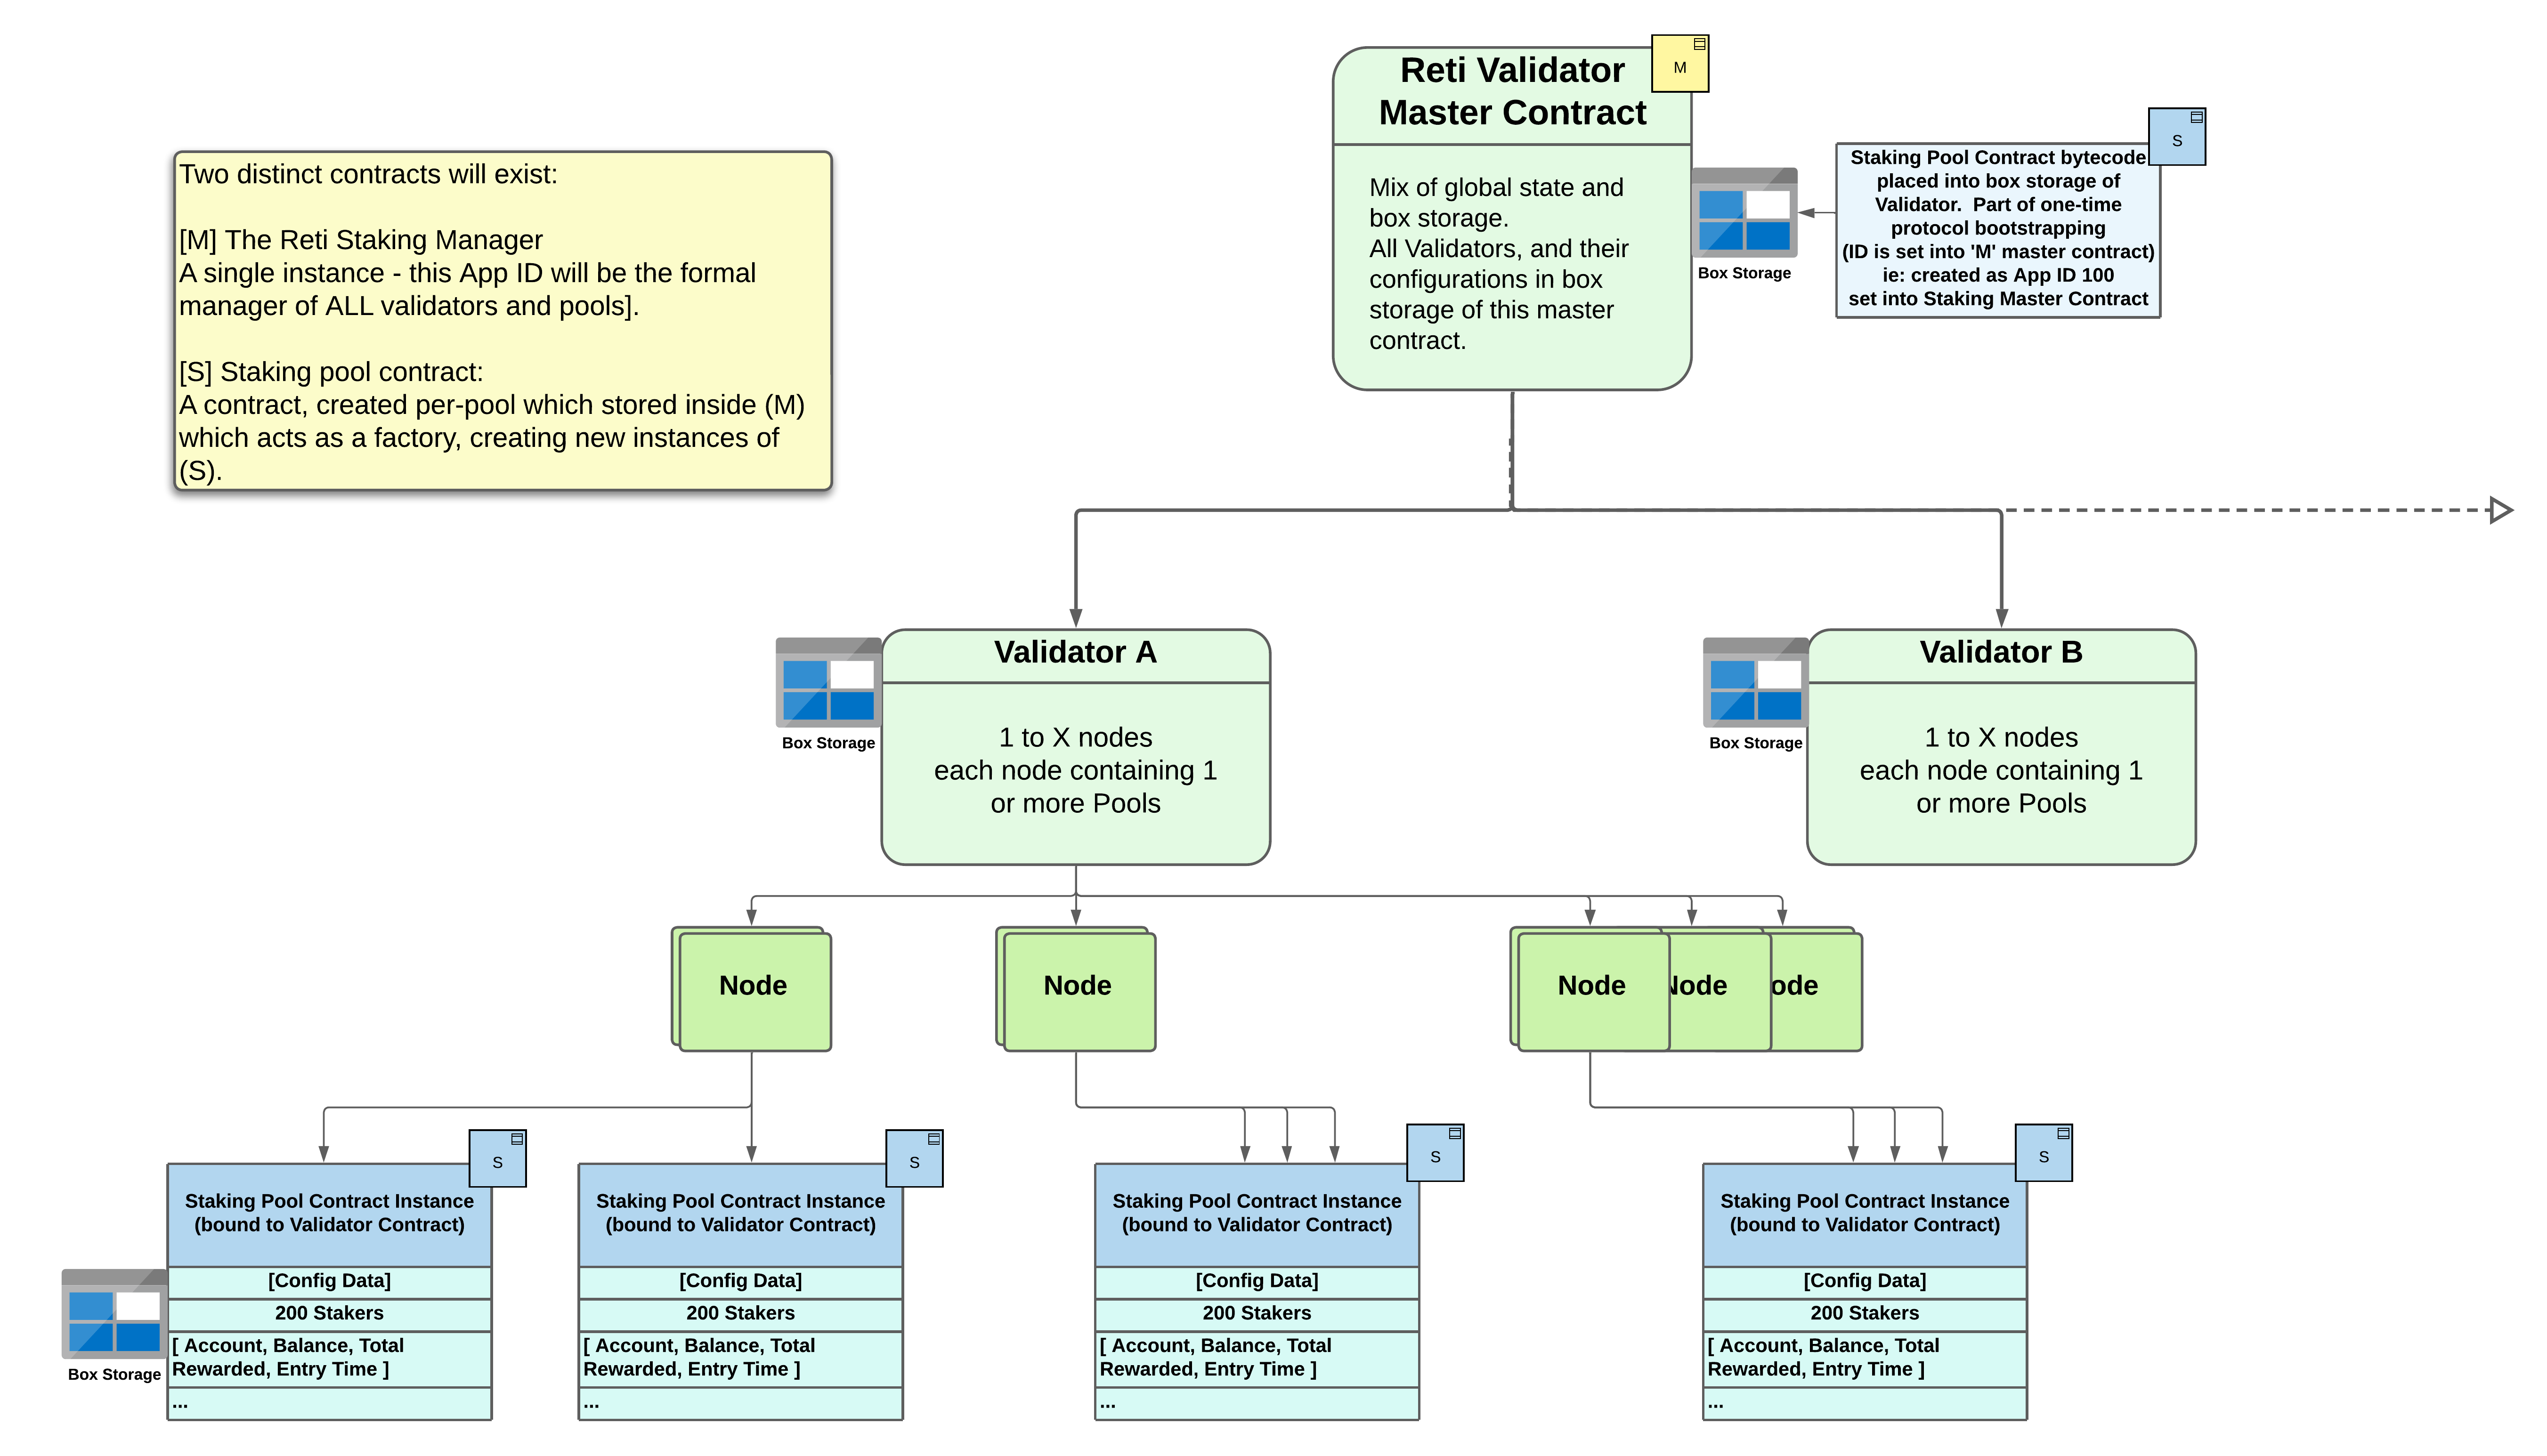 Reti Validator
Master Contract
M
Mix of global state and
box storage.
All Validators, and their
configurations in box
storage of this master
contract.
Box Storage
S
Staking Pool Contract bytecode
placed into box storage of
Validator.  Part of one-time
protocol bootstrapping
(ID is set into 'M' master contract)
ie: created as App ID 100
set into Staking Master Contract
Two distinct contracts will exist:
[M] The Reti Staking Manager
A single instance - this App ID will be the formal
manager of ALL validators and pools].
[S] Staking pool contract:
A contract, created per-pool which stored inside (M)
which acts as a factory, creating new instances of
(S).
Box Storage
Validator A
1 to X nodes
each node containing 1
or more Pools
Box Storage
Validator B
1 to X nodes
each node containing 1
or more Pools
Node
Node
Node
Node
ode
S
Staking Pool Contract Instance
(bound to Validator Contract)
[Config Data]
200 Stakers
[ Account, Balance, Total
Rewarded, Entry Time ]
...
Box Storage
S
Staking Pool Contract Instance
(bound to Validator Contract)
[Config Data]
200 Stakers
[ Account, Balance, Total
Rewarded, Entry Time ]
...
S
Staking Pool Contract Instance
(bound to Validator Contract)
[Config Data]
200 Stakers
[ Account, Balance, Total
Rewarded, Entry Time ]
...
S
Staking Pool Contract Instance
(bound to Validator Contract)
[Config Data]
200 Stakers
[ Account, Balance, Total
Rewarded, Entry Time ]
...